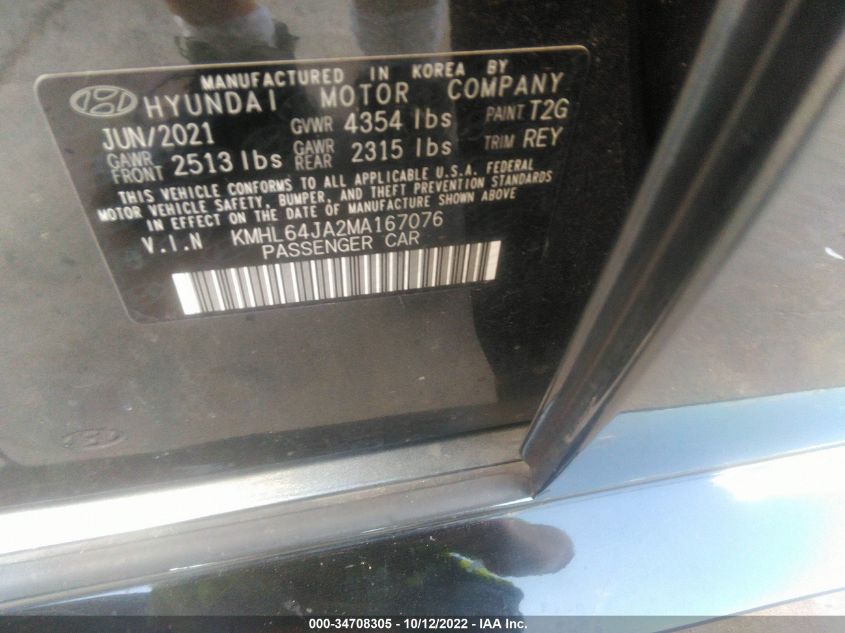 MANUFACTURED IN KOREA BY
HYUNDAI MOTOR COMPANY
JUN/2021 GVWR 4354 lbs PAINT T2G
GAWR FRONT 2513 lbs GAWR REAR 2315 lbs TRIM REY
THIS VEHICLE CONFORMS TO ALL APPLICABLE U.S.A. FEDERAL
MOTOR VEHICLE SAFETY, BUMPER, AND THEFT PREVENTION STANDARDS
IN EFFECT ON THE DATE OF MANUFACTURE SHOWN ABOVE
V.I.N KMHL64JA2MA167076
PASSENGER CAR
000-34708305 - 10/12/2022 - IAA Inc.